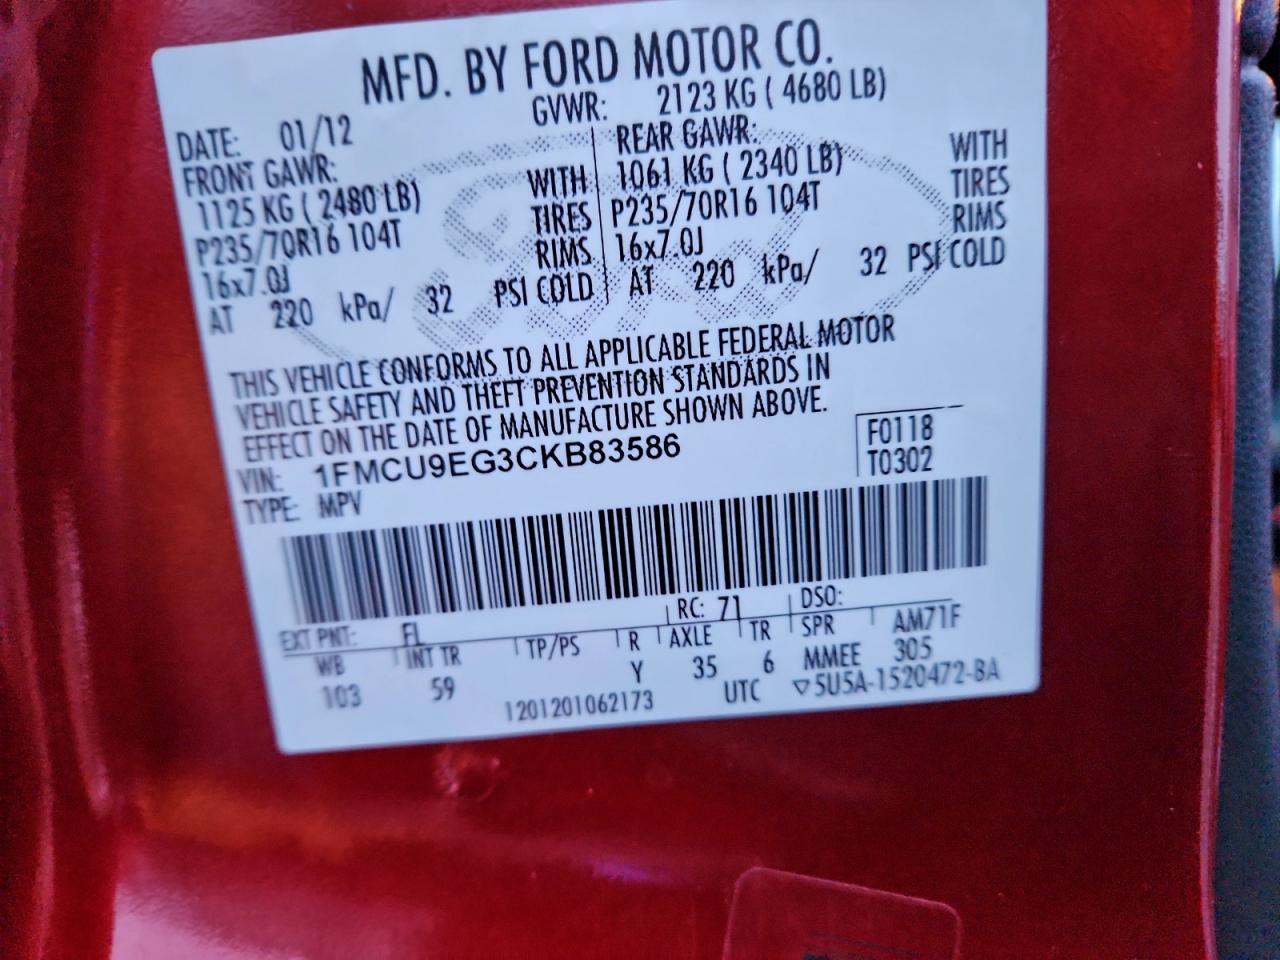 MFD. BY FORD MOTOR CO.
DATE: 01/12 GVWR: 2123 KG ( 4680 LB)
FRONT GAWR: REAR GAWR:
1125 KG ( 2480 LB) WITH 1061 KG ( 2340 LB) WITH
P235/70R16 104T TIRES P235/70R16 104T TIRES
16x7.0J RIMS 16x7.0J RIMS
AT 220 kPa/ 32 PSI COLD AT 220 kPa/ 32 PSI COLD
THIS VEHICLE CONFORMS TO ALL APPLICABLE FEDERAL MOTOR
VEHICLE SAFETY AND THEFT PREVENTION STANDARDS IN
EFFECT ON THE DATE OF MANUFACTURE SHOWN ABOVE.
VIN: 1FMCU9EG3CKB83586 F0118
TYPE: MPV T0302
EXT PNT: FL RC: 71 DSO:
WB INT TR TP/PS R AXLE TR SPR AM71F
103 59 Y 35 6 MMEE 305
1201201062173 UTC ▽5U5A-1520472-BA